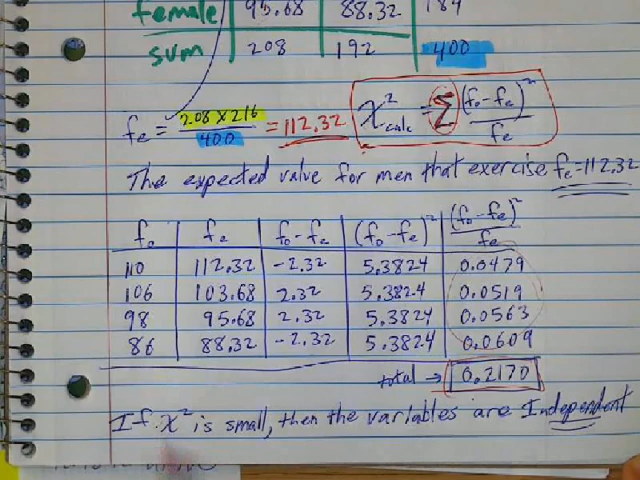 female 95.68 88.32 184
sum 208 192 400
fe = 208 x 216 / 400 = 112.32 χ²calc = Σ (fo - fe)² / fe
The expected value for men that exercise fe = 112.32
fo fe fo - fe (fo - fe)² (fo - fe)² / fe
110 112.32 -2.32 5.3824 0.0479
106 103.68 2.32 5.3824 0.0519
98 95.68 2.32 5.3824 0.0563
86 88.32 -2.32 5.3824 0.0609
total → 0.2170
If χ² is small, then the variables are Independent